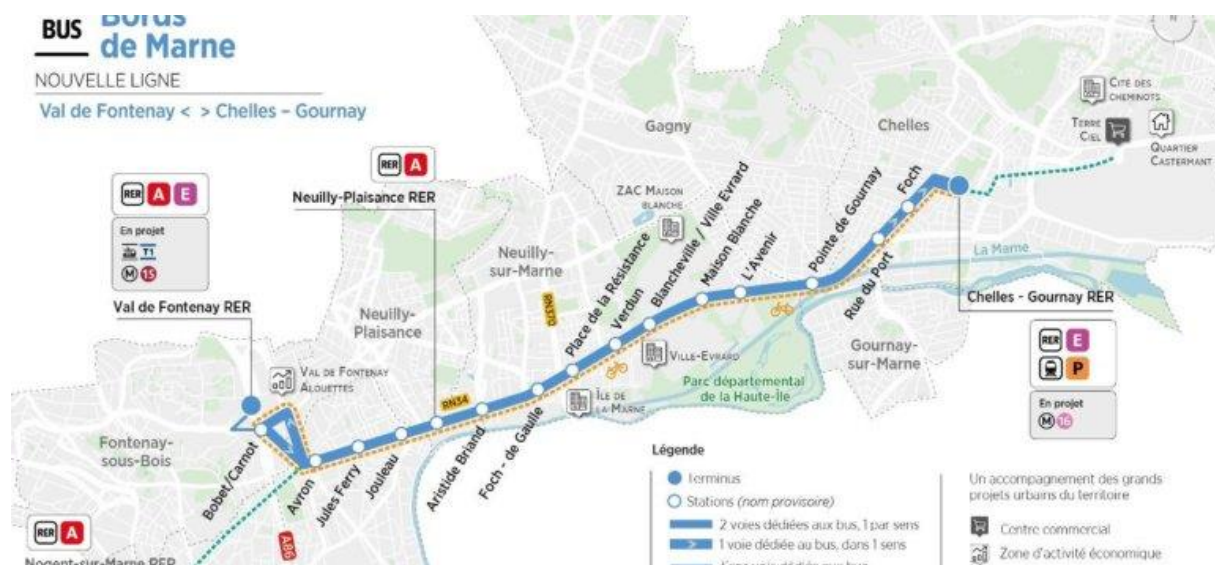 BUS
Bords
de Marne
NOUVELLE LIGNE
Val de Fontenay < > Chelles – Gournay
RER A E
En projet
T1
M 15
Val de Fontenay RER
RER A
Neuilly-Plaisance RER
N
CITÉ DES
CHEMINOTS
TERRE
CIEL
QUARTIER
CASTERMANT
Gagny
Chelles
ZAC MAISON
BLANCHE
Neuilly-
sur-Marne
Neuilly-
Plaisance
RN370
RN34
La Marne
Chelles - Gournay RER
RER E
P
En projet
M 16
Gournay-
sur-Marne
VILLE-EVRARD
Parc départemental
de la Haute-Île
ÎLE DE
LA MARNE
VAL DE FONTENAY
ALOUETTES
Fontenay-
sous-Bois
Bobet/Carnot
Avron
Jules Ferry
Jouleau
Aristide Briand
Foch - de Gaulle
Place de la Résistance
Verdun
Blancheville / Ville Evrard
Maison Blanche
L'Avenir
Pointe de Gournay
Rue du Port
Foch
A86
RER A
Nogent-sur-Marne RER
Légende
Terminus
Stations (nom provisoire)
2 voies dédiées aux bus, 1 par sens
1 voie dédiée au bus, dans 1 sens
Un accompagnement des grands
projets urbains du territoire
Centre commercial
Zone d'activité économique